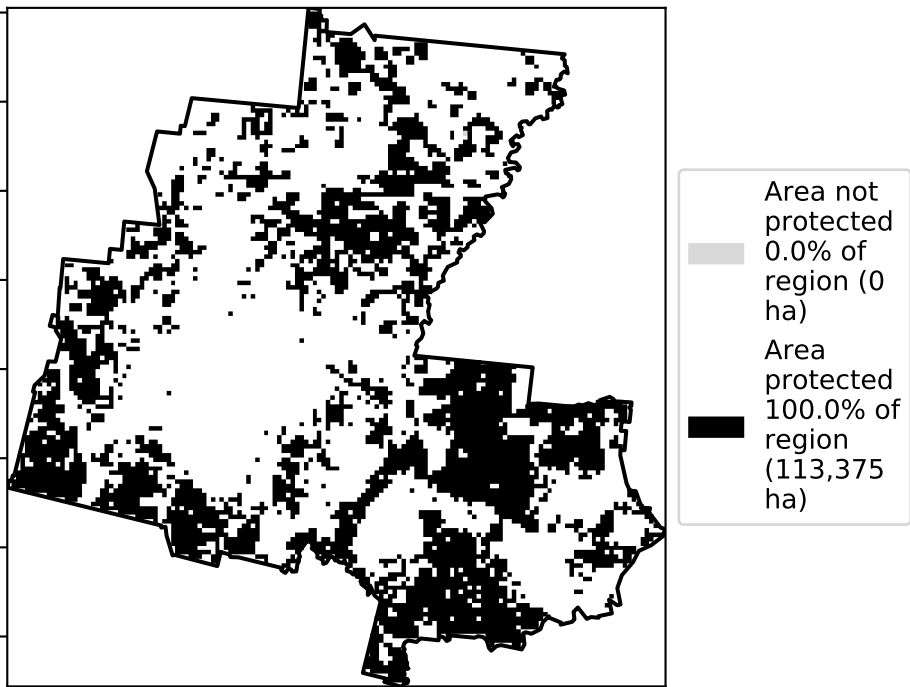 Area not
protected
0.0% of
region (0
ha)
Area
protected
100.0% of
region
(113,375
ha)